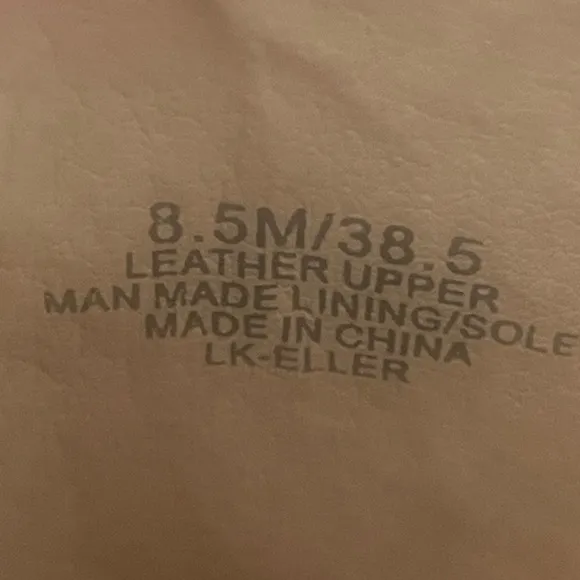 8.5M/38.5
LEATHER UPPER
MAN MADE LINING/SOLE
MADE IN CHINA
LK-ELLER